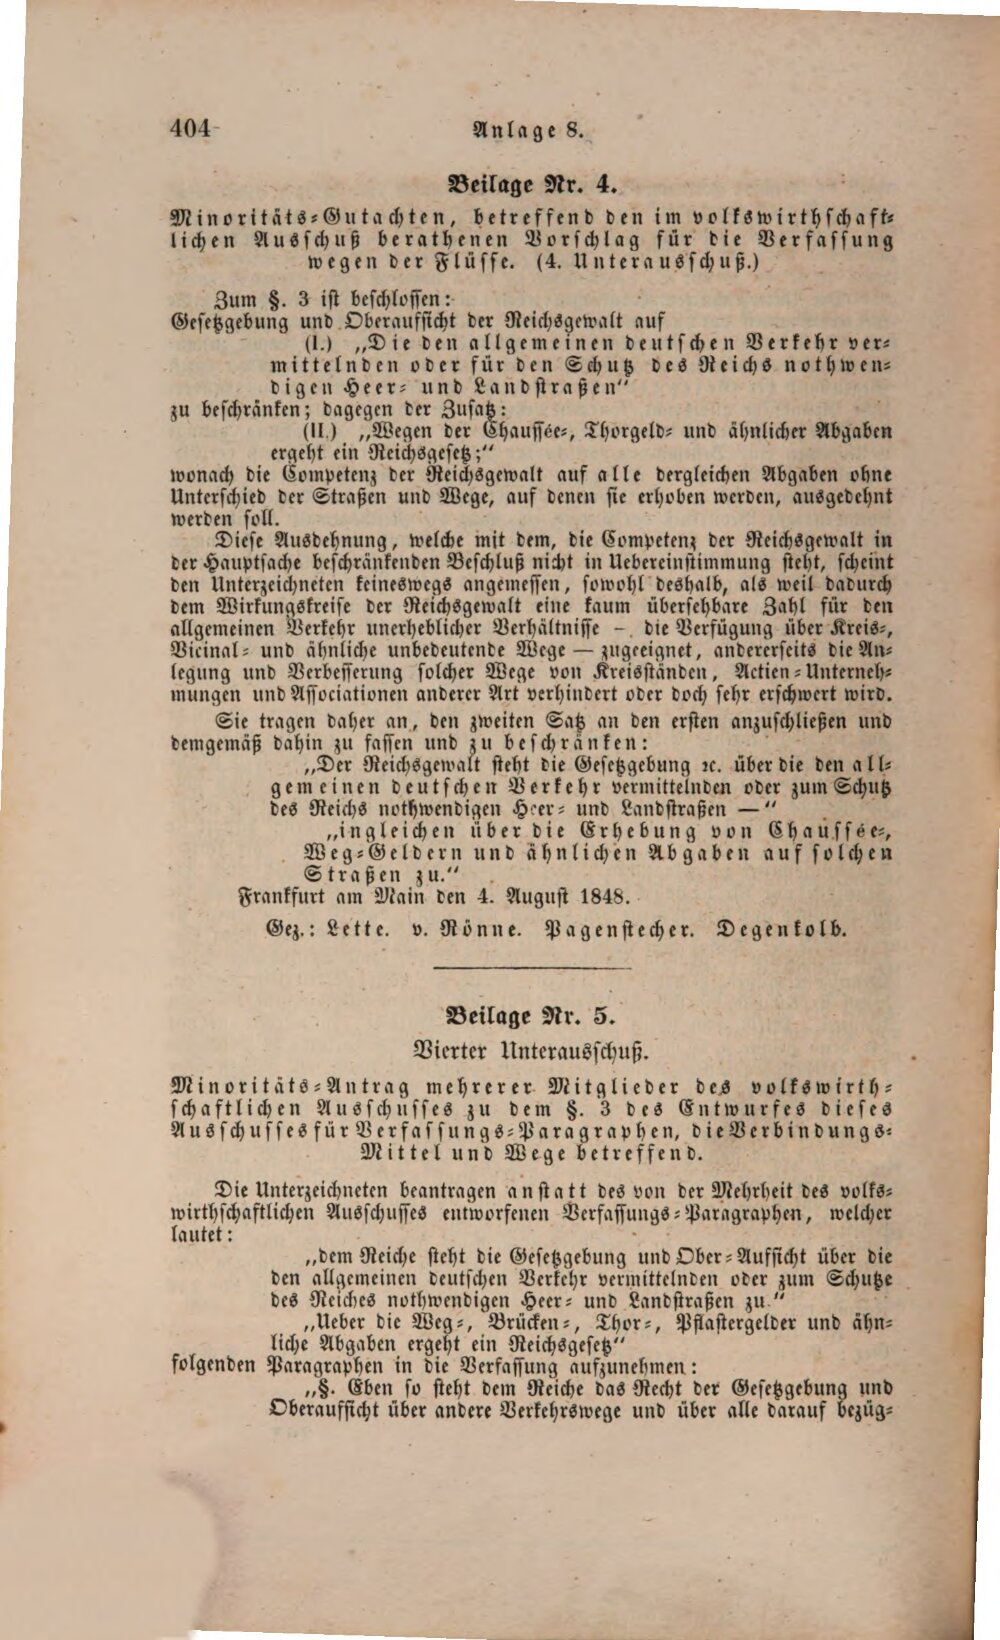 404
Anlage 8.
Beilage Nr. 4.
Minoritäts-Gutachten, betreffend den im volkswirthschaft-
lichen Ausschuß berathenen Vorschlag für die Verfassung
wegen der Flüsse. (4. Unterausschuß.)
Zum §. 3 ist beschlossen:
Gesetzgebung und Oberaufsicht der Reichsgewalt auf
(I.) „Die den allgemeinen deutschen Verkehr ver-
mittelnden oder für den Schutz des Reichs nothwen-
digen Heer- und Landstraßen“
zu beschränken; dagegen der Zusatz:
(II.) „Wegen der Chaussée-, Thorgeld- und ähnlicher Abgaben
ergeht ein Reichsgesetz;“
wonach die Competenz der Reichsgewalt auf alle dergleichen Abgaben ohne
Unterschied der Straßen und Wege, auf denen sie erhoben werden, ausgedehnt
werden soll.
Diese Ausdehnung, welche mit dem, die Competenz der Reichsgewalt in
der Hauptsache beschränkenden Beschluß nicht in Uebereinstimmung steht, scheint
den Unterzeichneten keineswegs angemessen, sowohl deshalb, als weil dadurch
dem Wirkungskreise der Reichsgewalt eine kaum übersehbare Zahl für den
allgemeinen Verkehr unerheblicher Verhältnisse – die Verfügung über Kreis-,
Vicinal- und ähnliche unbedeutende Wege — zugeeignet, andererseits die An-
legung und Verbesserung solcher Wege von Kreisständen, Actien-Unterneh-
mungen und Associationen anderer Art verhindert oder doch sehr erschwert wird.
Sie tragen daher an, den zweiten Satz an den ersten anzuschließen und
demgemäß dahin zu fassen und zu beschränken:
„Der Reichsgewalt steht die Gesetzgebung ꝛc. über die den all-
gemeinen deutschen Verkehr vermittelnden oder zum Schutz
des Reichs nothwendigen Heer- und Landstraßen —“
„ingleichen über die Erhebung von Chaussée-,
Weg-Geldern und ähnlichen Abgaben auf solchen
Straßen zu.“
Frankfurt am Main den 4. August 1848.
Gez.: Lette. v. Rönne. Pagenstecher. Degenkolb.
Beilage Nr. 5.
Vierter Unterausschuß.
Minoritäts-Antrag mehrerer Mitglieder des volkswirth-
schaftlichen Ausschusses zu dem §. 3 des Entwurfes dieses
Ausschusses für Verfassungs-Paragraphen, die Verbindungs-
Mittel und Wege betreffend.
Die Unterzeichneten beantragen anstatt des von der Mehrheit des volks-
wirthschaftlichen Ausschusses entworfenen Verfassungs-Paragraphen, welcher
lautet:
„dem Reiche steht die Gesetzgebung und Ober-Aufsicht über die
den allgemeinen deutschen Verkehr vermittelnden oder zum Schutze
des Reiches nothwendigen Heer- und Landstraßen zu.“
„Ueber die Weg-, Brücken-, Thor-, Pflastergelder und ähn-
liche Abgaben ergeht ein Reichsgesetz“
folgenden Paragraphen in die Verfassung aufzunehmen:
„§. Eben so steht dem Reiche das Recht der Gesetzgebung und
Oberaufsicht über andere Verkehrswege und über alle darauf bezüg-